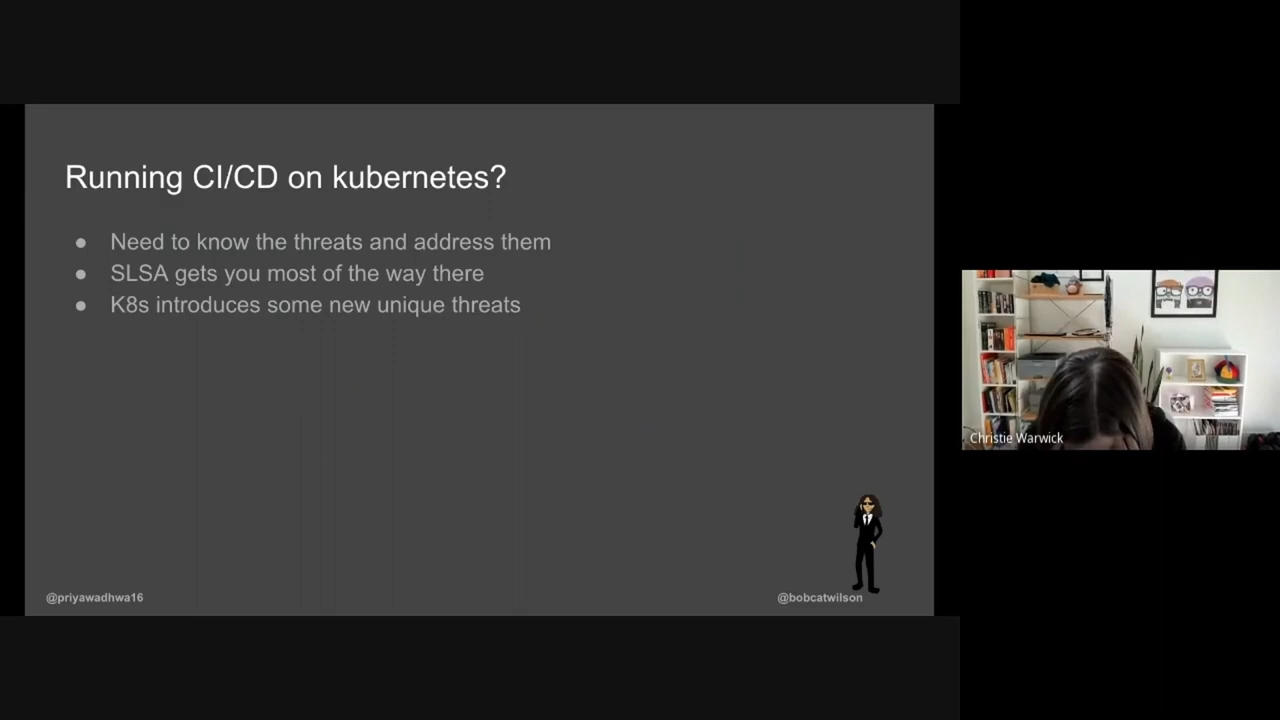 Running CI/CD on kubernetes?
● Need to know the threats and address them
● SLSA gets you most of the way there
● K8s introduces some new unique threats
@priyawadhwa16
@bobcatwilson
Christie Warwick